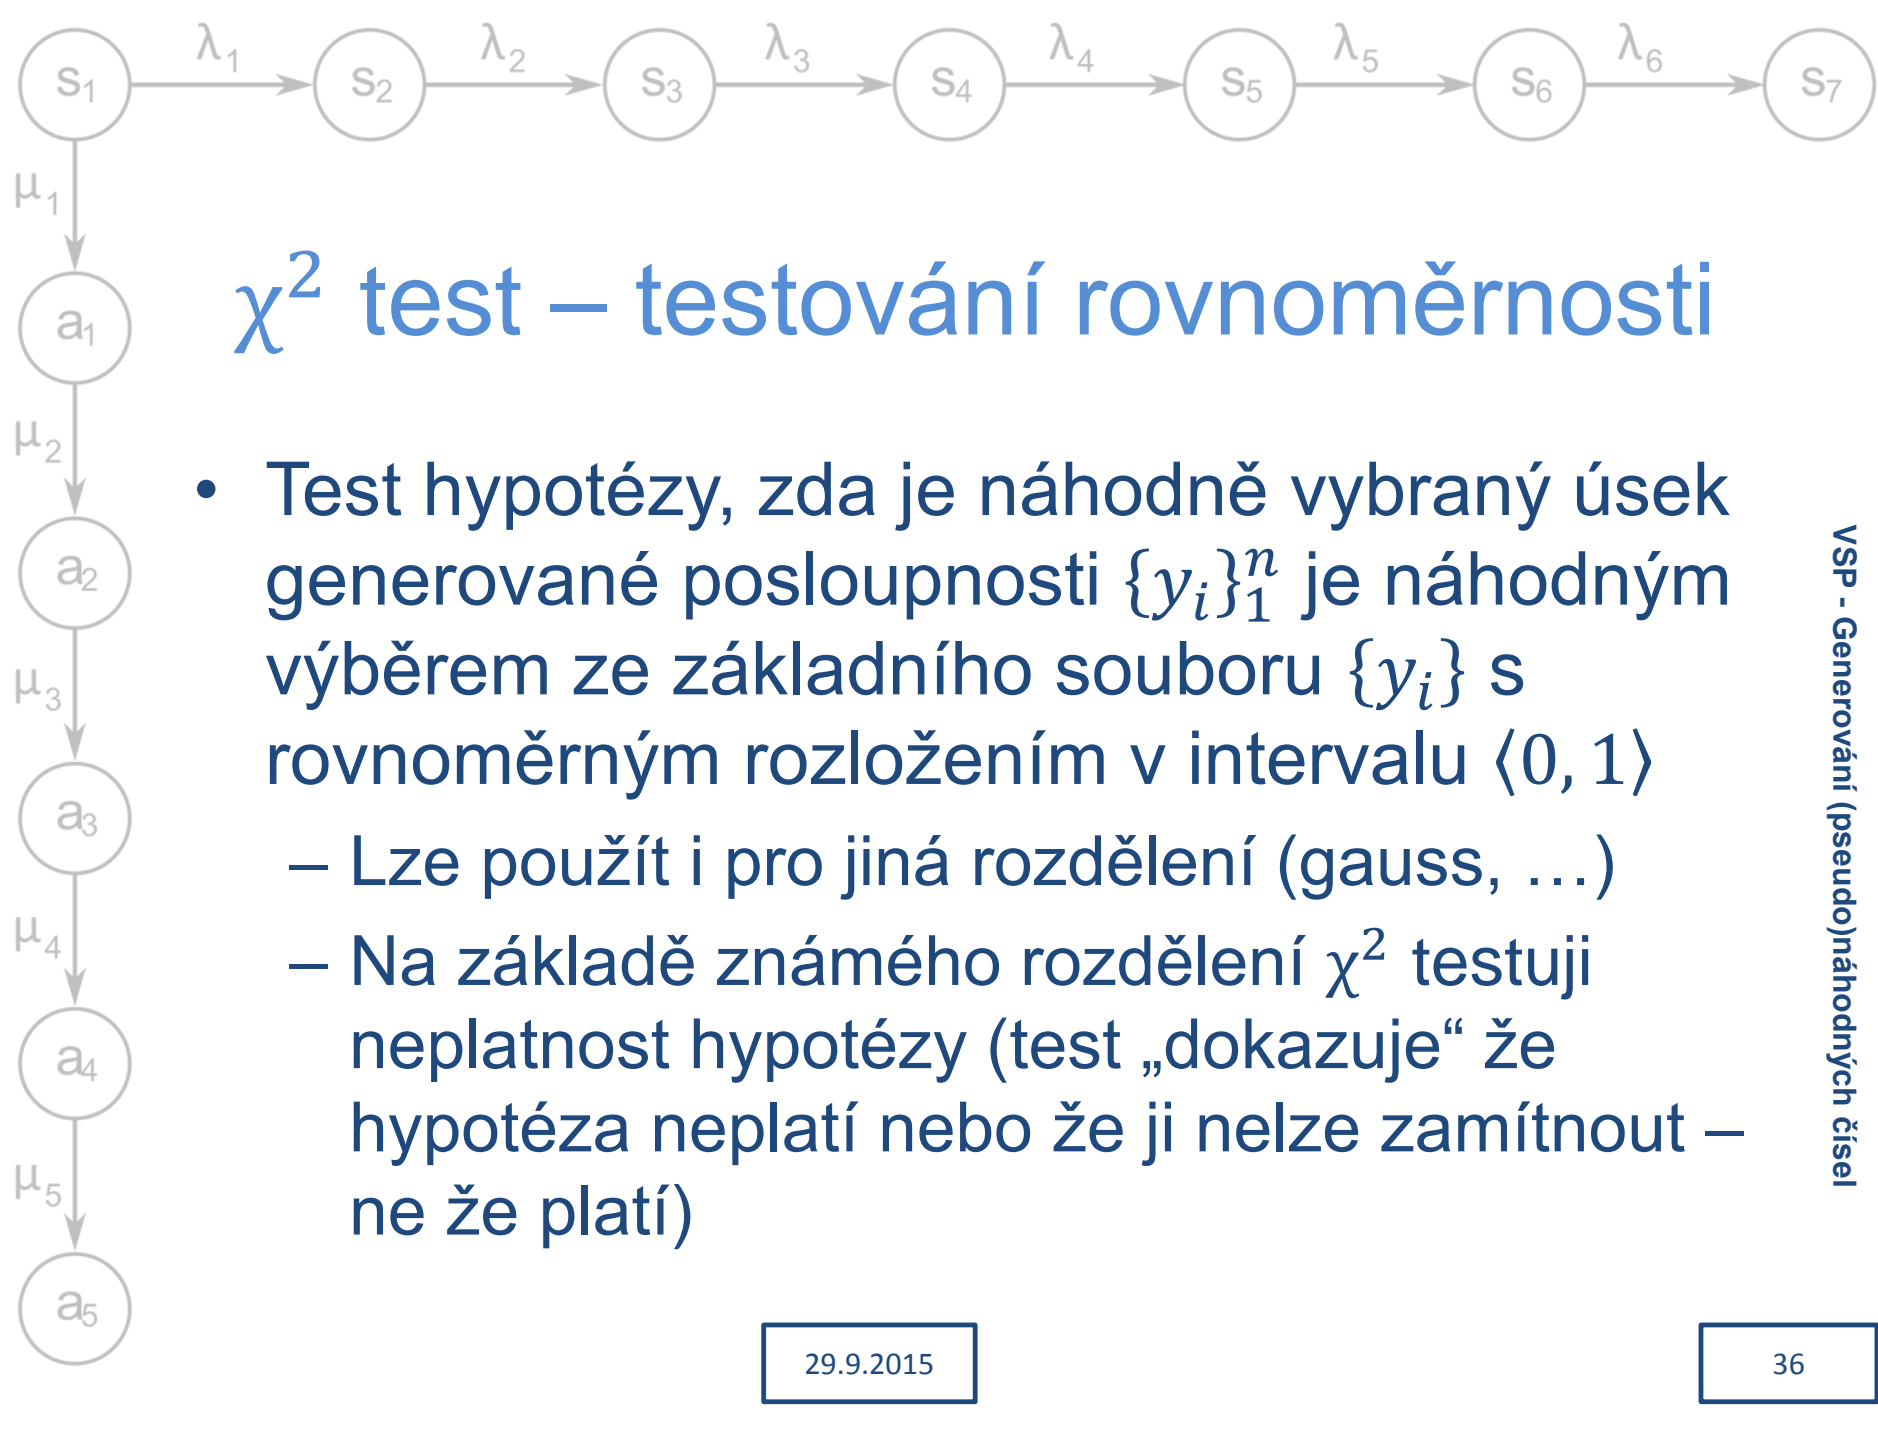 s1 λ1 s2 λ2 s3 λ3 s4 λ4 s5 λ5 s6 λ6 s7
μ1
a1
μ2
a2
μ3
a3
μ4
a4
μ5
a5
χ² test – testování rovnoměrnosti
• Test hypotézy, zda je náhodně vybraný úsek
generované posloupnosti {y_i}_1^n je náhodným
výběrem ze základního souboru {y_i} s
rovnoměrným rozložením v intervalu ⟨0, 1⟩
– Lze použít i pro jiná rozdělení (gauss, …)
– Na základě známého rozdělení χ² testuji
neplatnost hypotézy (test „dokazuje“ že
hypotéza neplatí nebo že ji nelze zamítnout –
ne že platí)
VSP - Generování (pseudo)náhodných čísel
29.9.2015
36